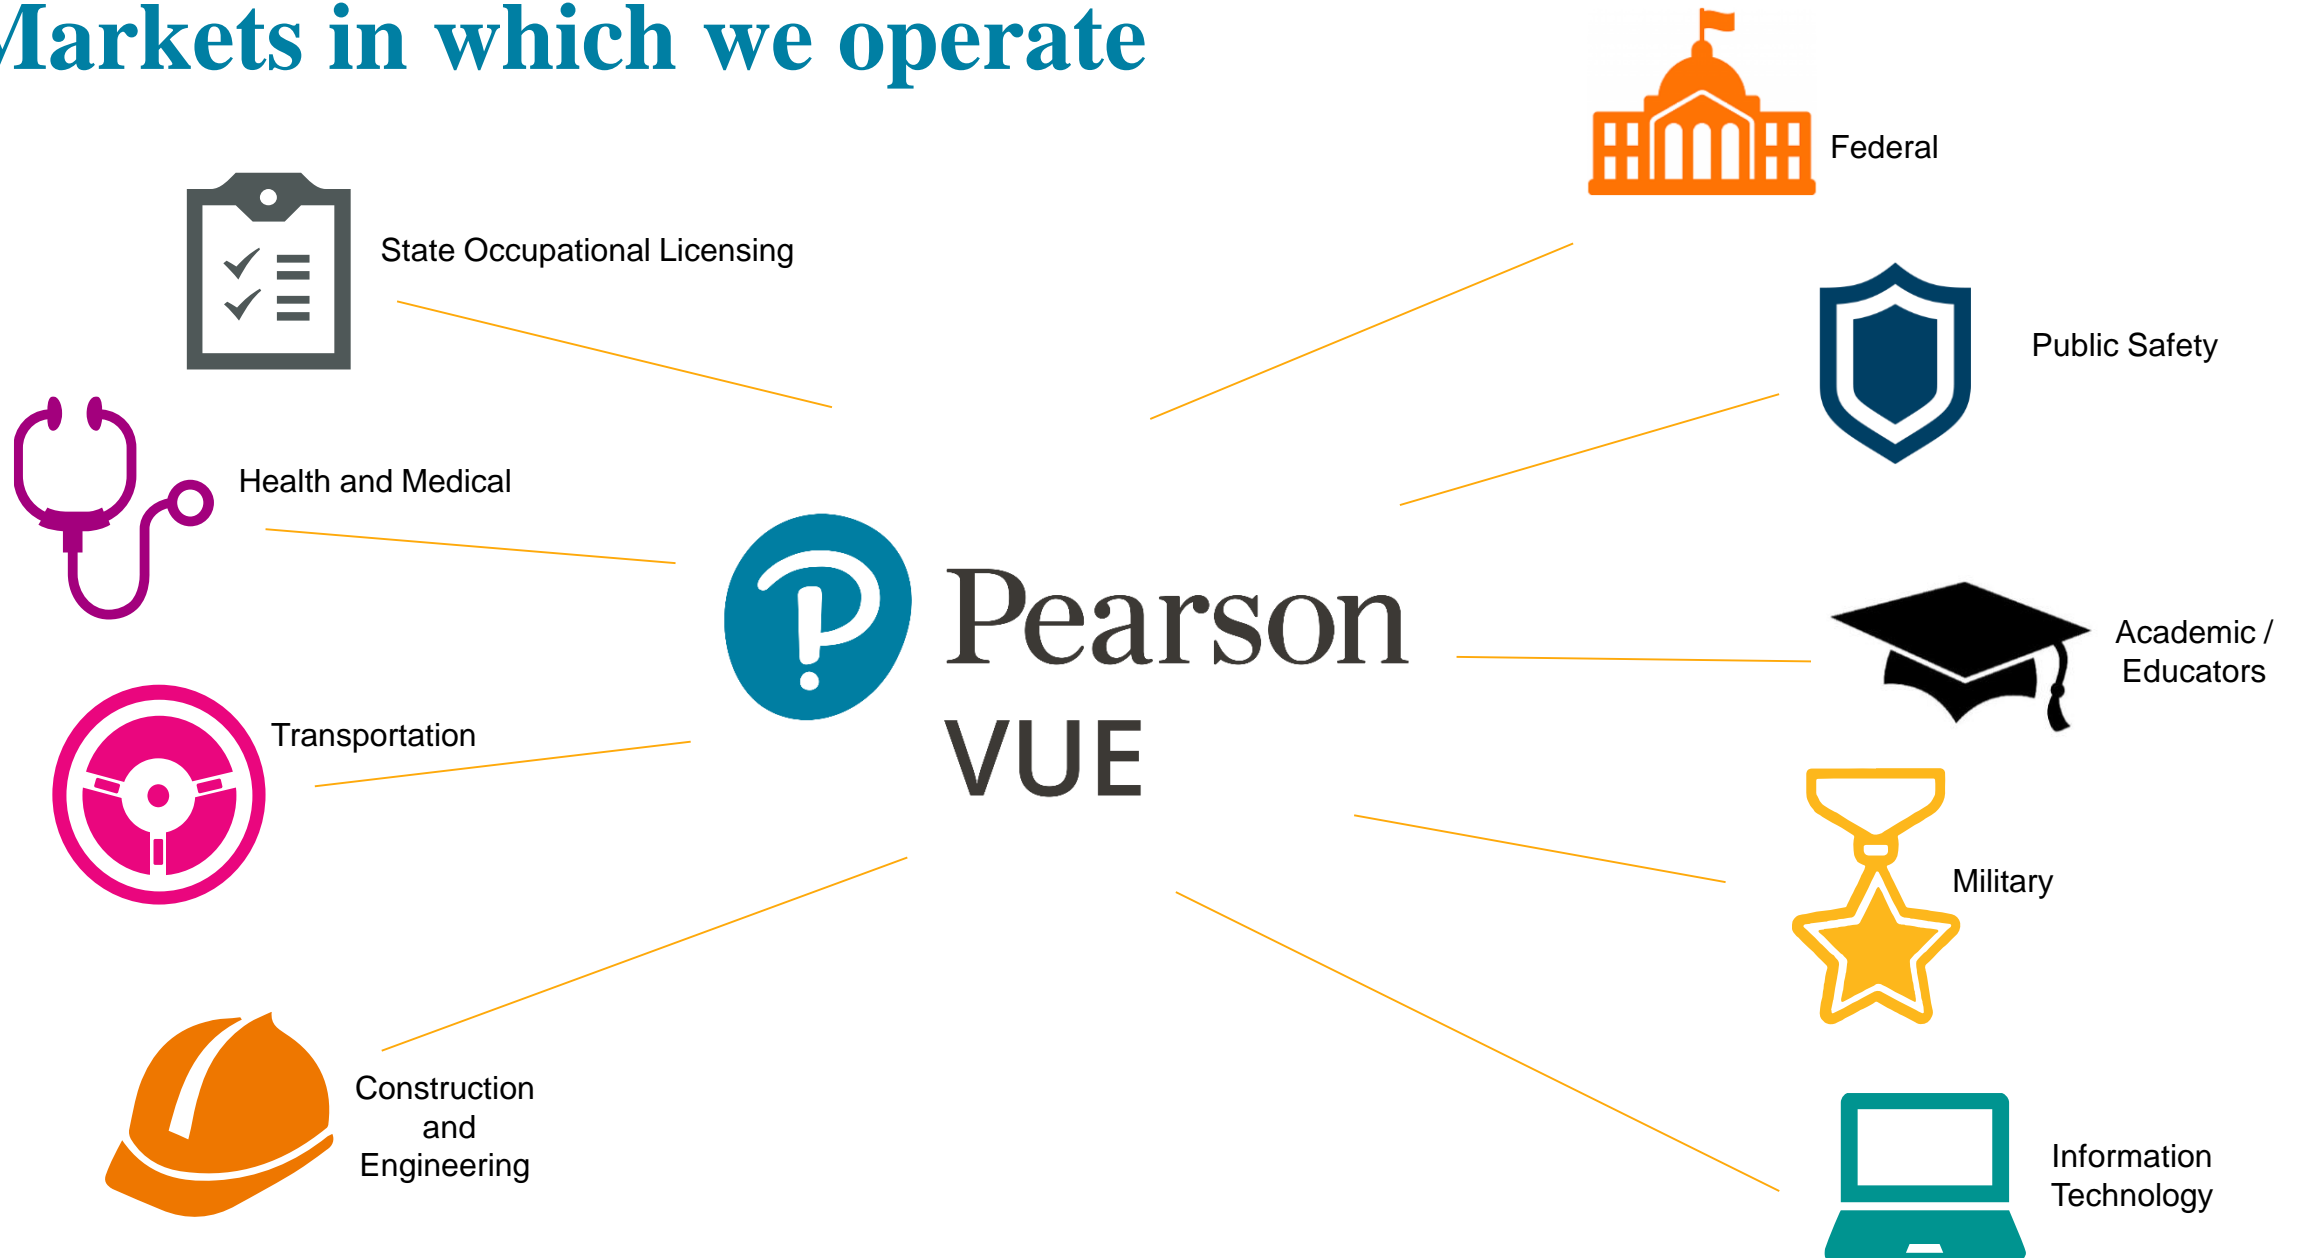 Markets in which we operate
Federal
State Occupational Licensing
Public Safety
Health and Medical
Pearson
VUE
Academic /
Educators
Transportation
Military
Construction
and
Engineering
Information
Technology